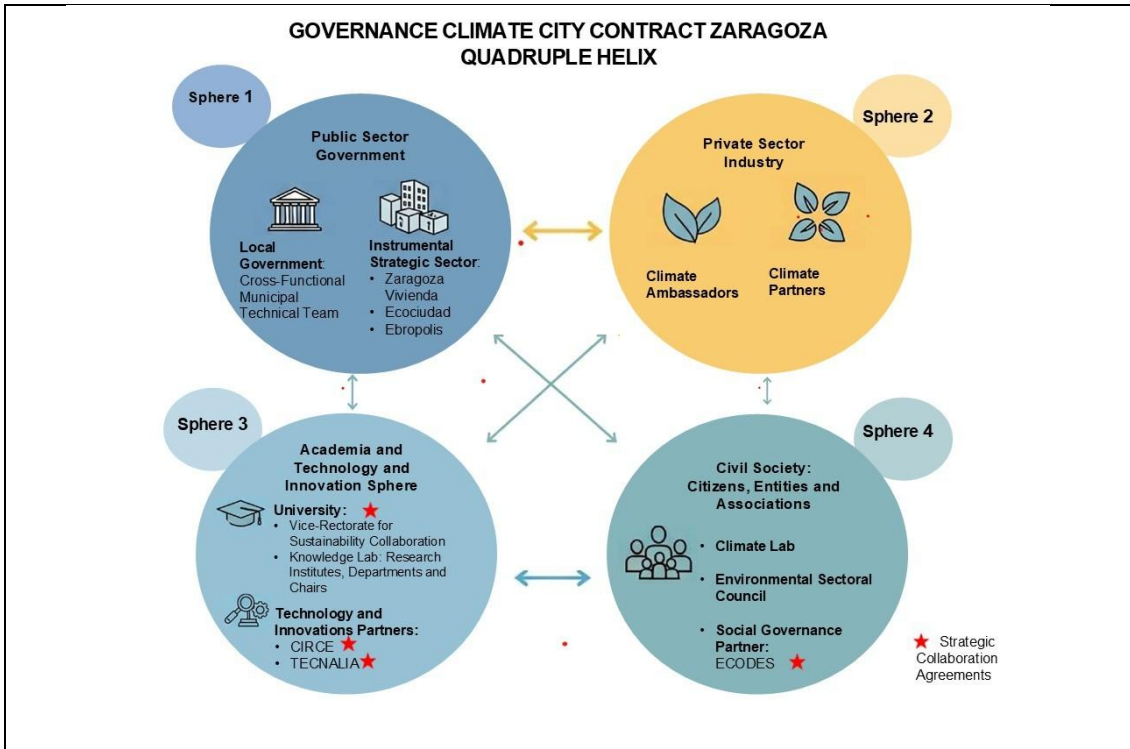 GOVERNANCE CLIMATE CITY CONTRACT ZARAGOZA
QUADRUPLE HELIX
Sphere 1
Public Sector
Government
Local
Government:
Cross-Functional
Municipal
Technical Team
Instrumental
Strategic Sector:
• Zaragoza
Vivienda
• Ecociudad
• Ebropolis
Sphere 2
Private Sector
Industry
Climate
Ambassadors
Climate
Partners
Sphere 3
Academia and
Technology and
Innovation Sphere
University:
• Vice-Rectorate for
Sustainability Collaboration
• Knowledge Lab: Research
Institutes, Departments and
Chairs
Technology and
Innovations Partners:
• CIRCE
• TECNALIA
Sphere 4
Civil Society:
Citizens, Entities and
Associations
• Climate Lab
• Environmental Sectoral
Council
• Social Governance
Partner:
ECODES
Strategic
Collaboration
Agreements